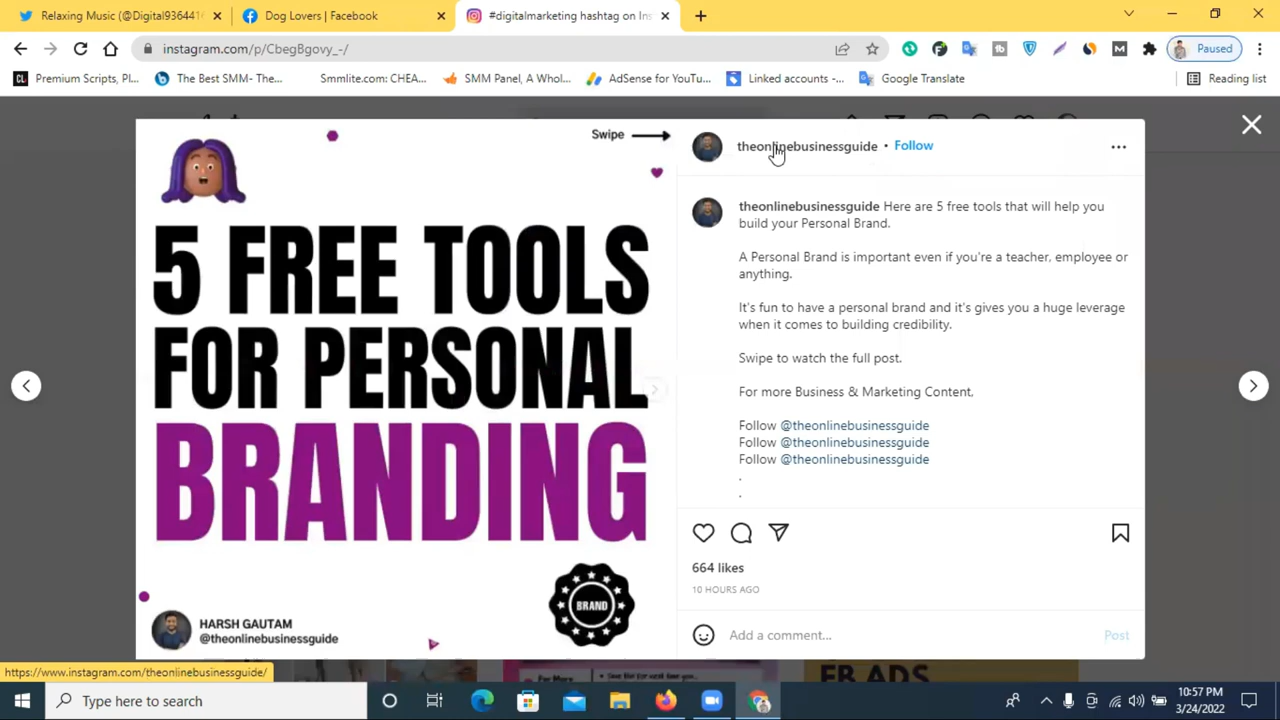 Relaxing Music (@Digital93644
Dog Lovers | Facebook
#digitalmarketing hashtag on Ins
instagram.com/p/CbegBgovy_-/
Paused
Premium Scripts, Pl...
The Best SMM- The...
Smmlite.com: CHEA...
SMM Panel, A Whol...
AdSense for YouTu...
Linked accounts -...
Google Translate
Reading list
Swipe
5 FREE TOOLS
FOR PERSONAL
BRANDING
BRAND
HARSH GAUTAM
@theonlinebusinessguide
theonlinebusinessguide • Follow
theonlinebusinessguide Here are 5 free tools that will help you
build your Personal Brand.
A Personal Brand is important even if you're a teacher, employee or
anything.
It's fun to have a personal brand and it's gives you a huge leverage
when it comes to building credibility.
Swipe to watch the full post.
For more Business & Marketing Content.
Follow @theonlinebusinessguide
Follow @theonlinebusinessguide
Follow @theonlinebusinessguide
.
.
664 likes
10 HOURS AGO
Add a comment...
Post
For More
FB ADS
https://www.instagram.com/theonlinebusinessguide/
Type here to search
10:57 PM
3/24/2022